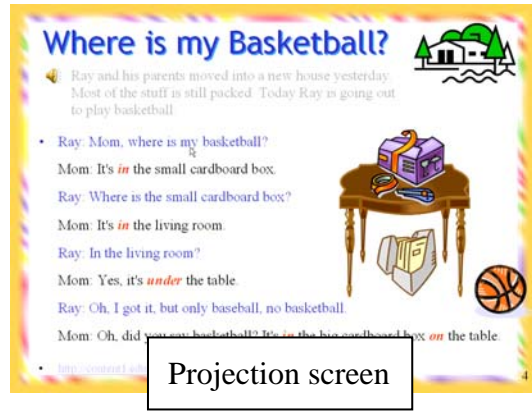 Where is my Basketball?
Ray and his parents moved into a new house yesterday.
Most of the stuff is still packed. Today Ray is going out
to play basketball
• Ray: Mom, where is my basketball?
Mom: It's in the small cardboard box.
Ray: Where is the small cardboard box?
Mom: It's in the living room.
Ray: In the living room?
Mom: Yes, it's under the table.
Ray: Oh, I got it, but only baseball, no basketball.
Mom: Oh, did you say basketball? It's in the big cardboard box on the table.
Projection screen
4